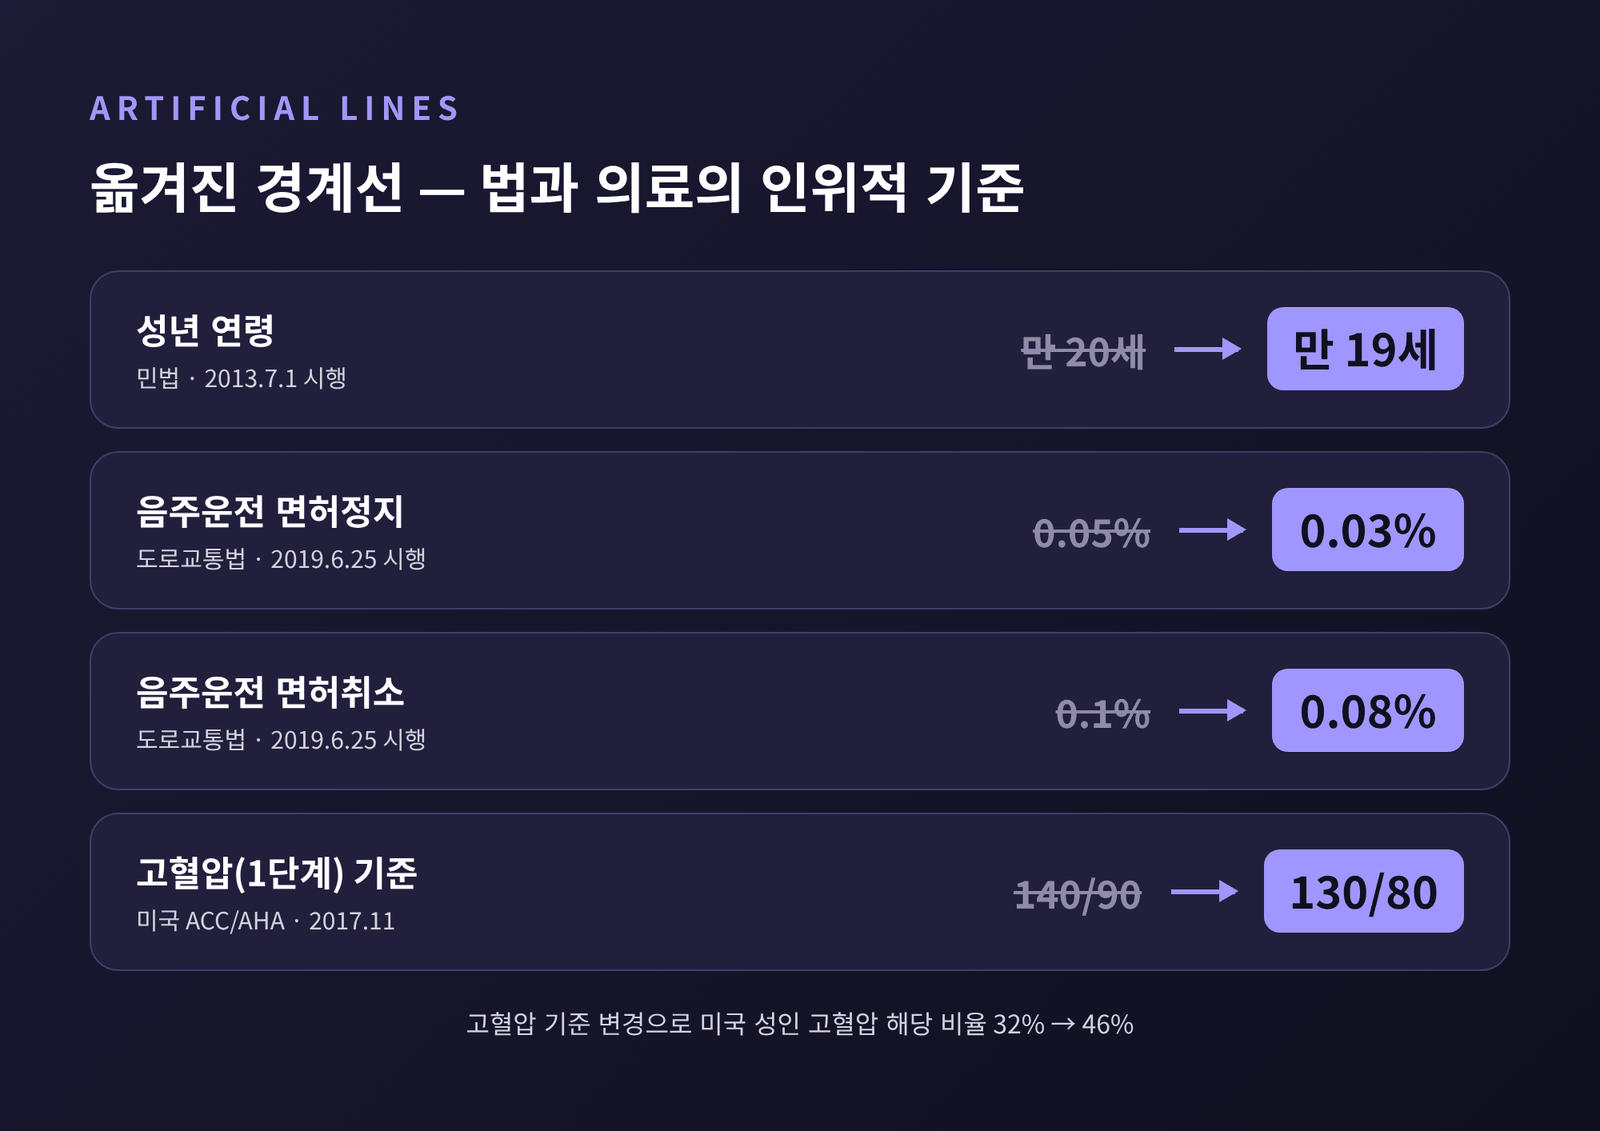 ARTIFICIAL LINES
옮겨진 경계선 — 법과 의료의 인위적 기준
성년 연령
민법 · 2013.7.1 시행
만 20세 → 만 19세
음주운전 면허정지
도로교통법 · 2019.6.25 시행
0.05% → 0.03%
음주운전 면허취소
도로교통법 · 2019.6.25 시행
0.1% → 0.08%
고혈압(1단계) 기준
미국 ACC/AHA · 2017.11
140/90 → 130/80
고혈압 기준 변경으로 미국 성인 고혈압 해당 비율 32% → 46%